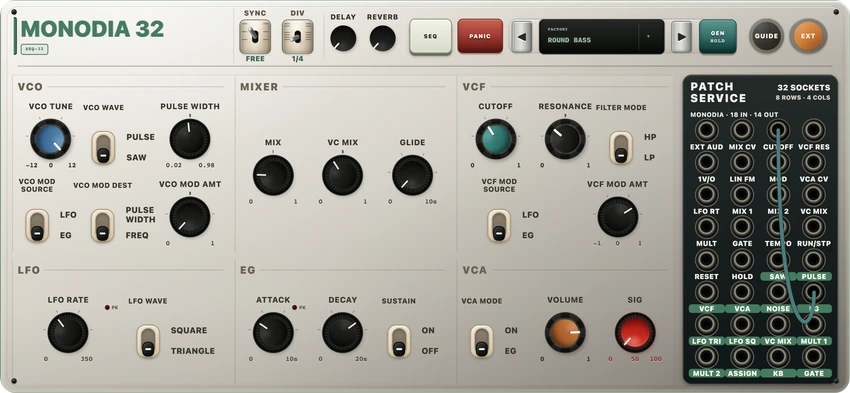 MONODIA 32
SEQ-32
SYNC
FREE
DIV
1/4
DELAY
REVERB
SEQ
PANIC
FACTORY
ROUND BASS
GEN
HOLD
GUIDE
EXT
VCO
VCO TUNE
-12 0 12
VCO WAVE
PULSE
SAW
PULSE WIDTH
0.02 0.98
VCO MOD
SOURCE
LFO
EG
VCO MOD DEST
PULSE
WIDTH
FREQ
VCO MOD AMT
0 1
MIXER
MIX
0 1
VC MIX
0 1
GLIDE
0 10s
VCF
CUTOFF
0 1
RESONANCE
0 1
FILTER MODE
HP
LP
VCF MOD
SOURCE
LFO
EG
VCF MOD AMT
-1 0 1
LFO
LFO RATE
0 350
PK
LFO WAVE
SQUARE
TRIANGLE
EG
ATTACK
PK
0 10s
DECAY
0 20s
SUSTAIN
ON
OFF
VCA
VCA MODE
ON
EG
VOLUME
0 1
SIG
0 50 100
PATCH
SERVICE
32 SOCKETS
8 ROWS · 4 COLS
MONODIA · 18 IN · 14 OUT
EXT AUD MIX CV CUTOFF VCF RES
1V/O LIN FM MOD VCA CV
LFO RT MIX 1 MIX 2 VC MIX
MULT GATE TEMPO RUN/STP
RESET HOLD SAW PULSE
VCF VCA NOISE EG
LFO TRI LFO SQ VC MIX MULT 1
MULT 2 ASSIGN KB GATE